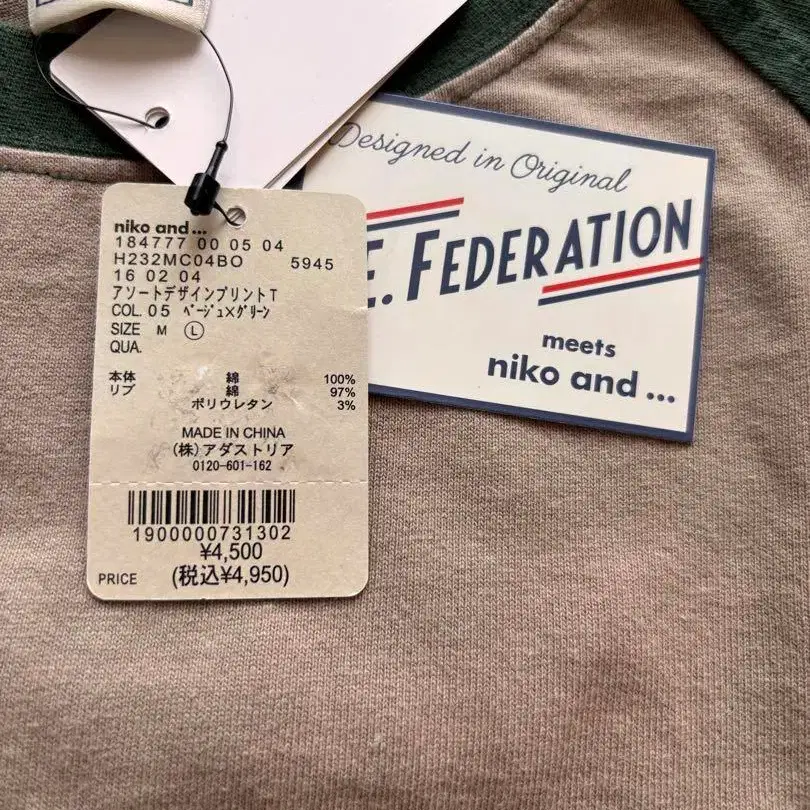 Designed in Original
E. FEDERATION
meets
niko and ...
niko and ...
184777 00 05 04
H232MC04BO 5945
16 02 04
アソートデザインプリントT
COL. 05 ベージュ×グリーン
SIZE M L
QUA.
本体 綿 100%
リブ 綿 97%
ポリウレタン 3%
MADE IN CHINA
(株)アダストリア
0120-601-162
1900000731302
¥4,500
PRICE (税込¥4,950)